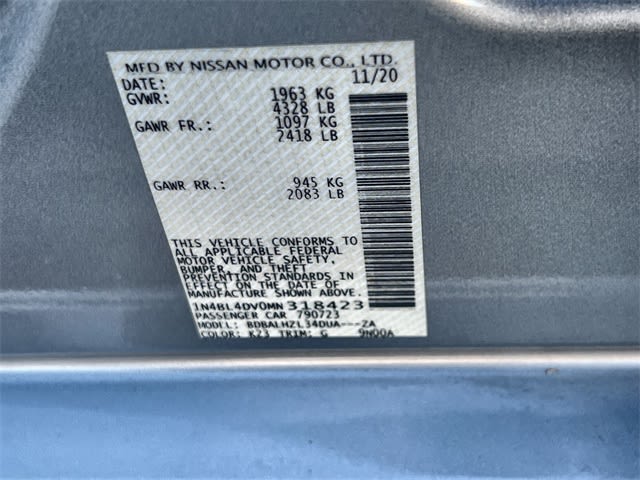 MFD BY NISSAN MOTOR CO., LTD.
DATE: 11/20
GVWR: 1963 KG
4328 LB
GAWR FR.: 1097 KG
2418 LB
GAWR RR.: 945 KG
2083 LB
THIS VEHICLE CONFORMS TO
ALL APPLICABLE FEDERAL
MOTOR VEHICLE SAFETY,
BUMPER, AND THEFT
PREVENTION STANDARDS IN
EFFECT ON THE DATE OF
MANUFACTURE SHOWN ABOVE.
1N4BL4DV0MN318423
PASSENGER CAR 790723
MODEL: BDBALHZL34DUA---ZA
COLOR: K23 TRIM: G 9N00A